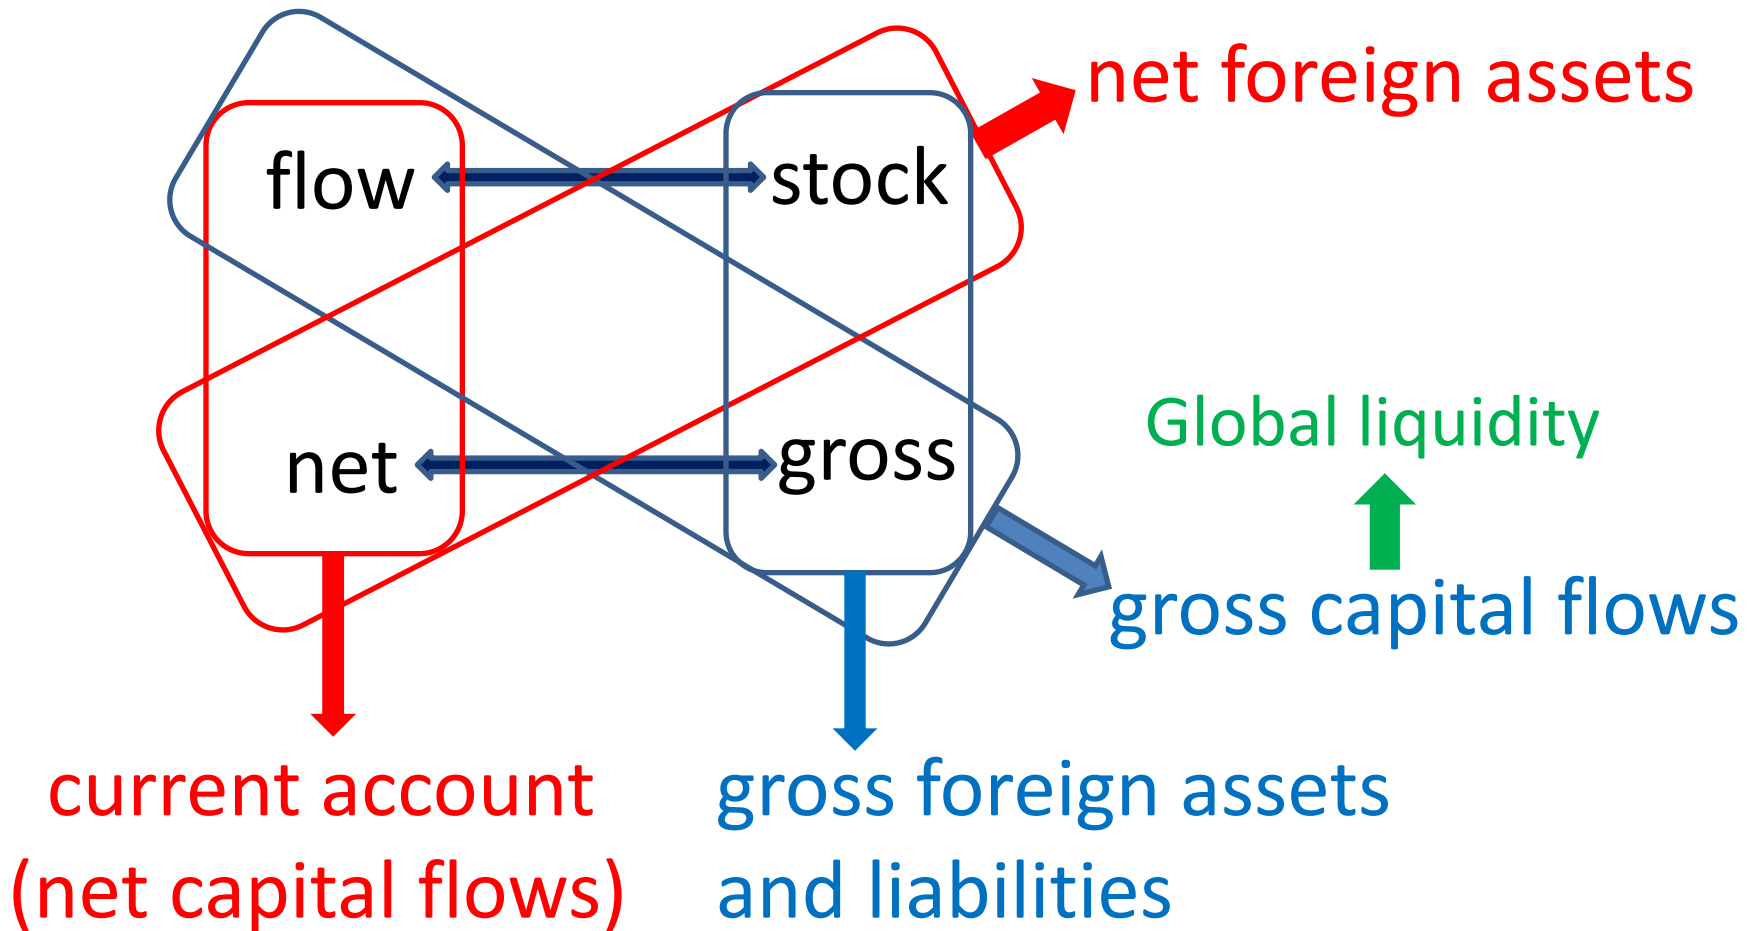 net foreign assets
flow
stock
Global liquidity
net
gross
gross capital flows
current account
(net capital flows)
gross foreign assets
and liabilities